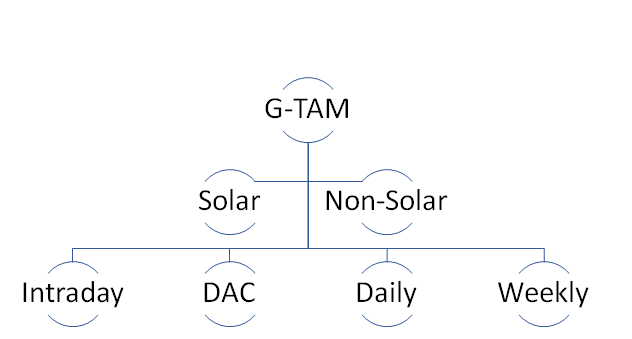 G-TAM
Solar
Non-Solar
Intraday
DAC
Daily
Weekly